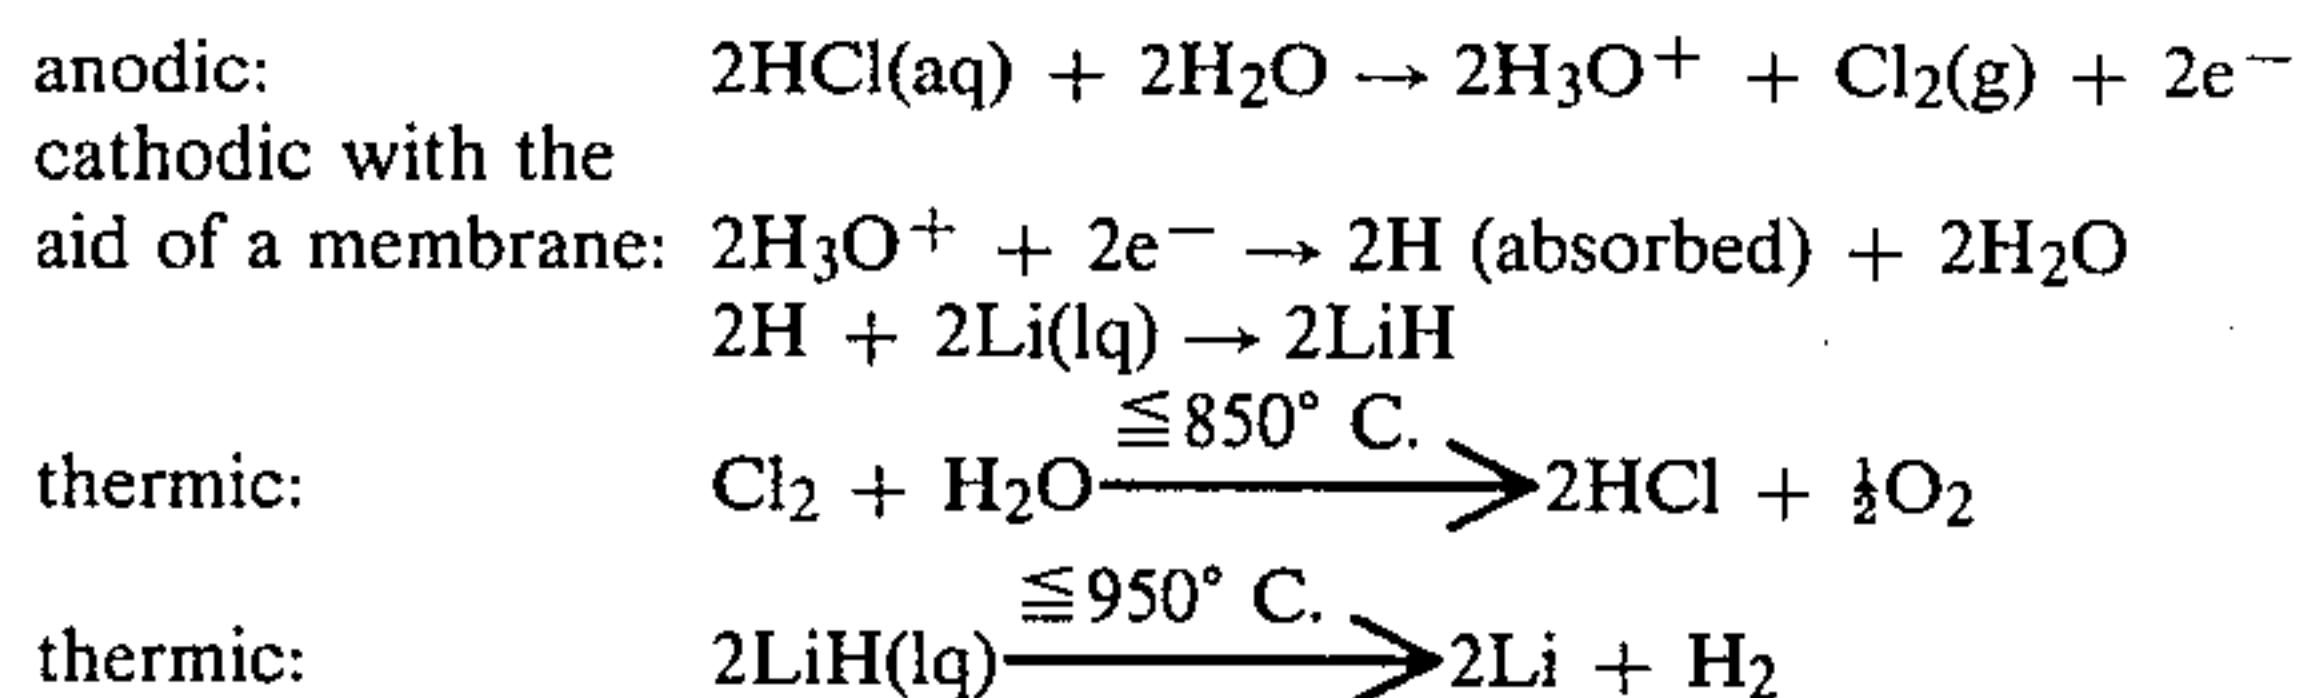 anodic: 2HCl(aq) + 2H₂O → 2H₃O⁺ + Cl₂(g) + 2e⁻
cathodic with the
aid of a membrane: 2H₃O⁺ + 2e⁻ → 2H (absorbed) + 2H₂O
2H + 2Li(lq) → 2LiH
≦850° C.
thermic: Cl₂ + H₂O → 2HCl + ½O₂
≦950° C.
thermic: 2LiH(lq) → 2Li + H₂